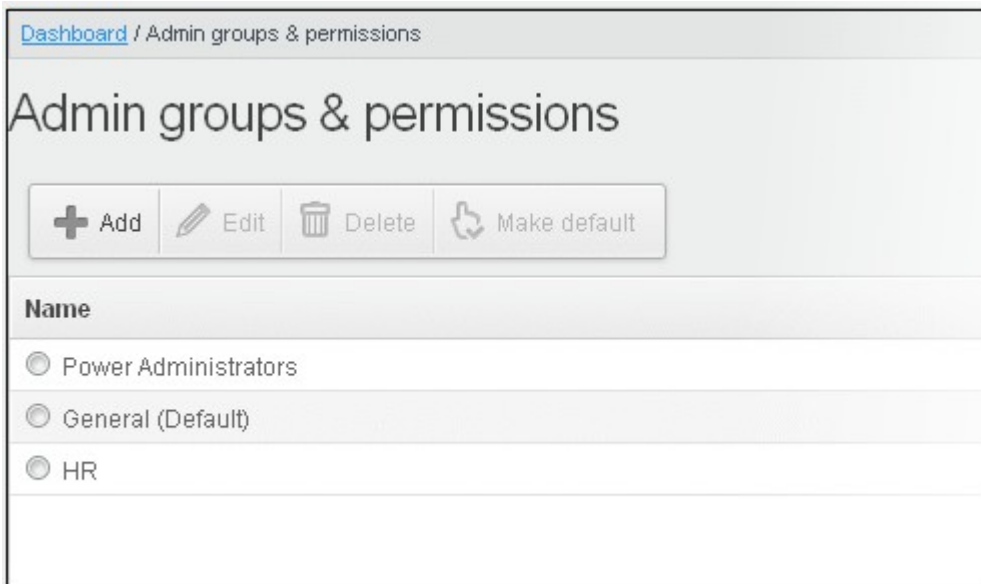 Dashboard / Admin groups & permissions
Admin groups & permissions
Add Edit Delete Make default
Name
Power Administrators
General (Default)
HR